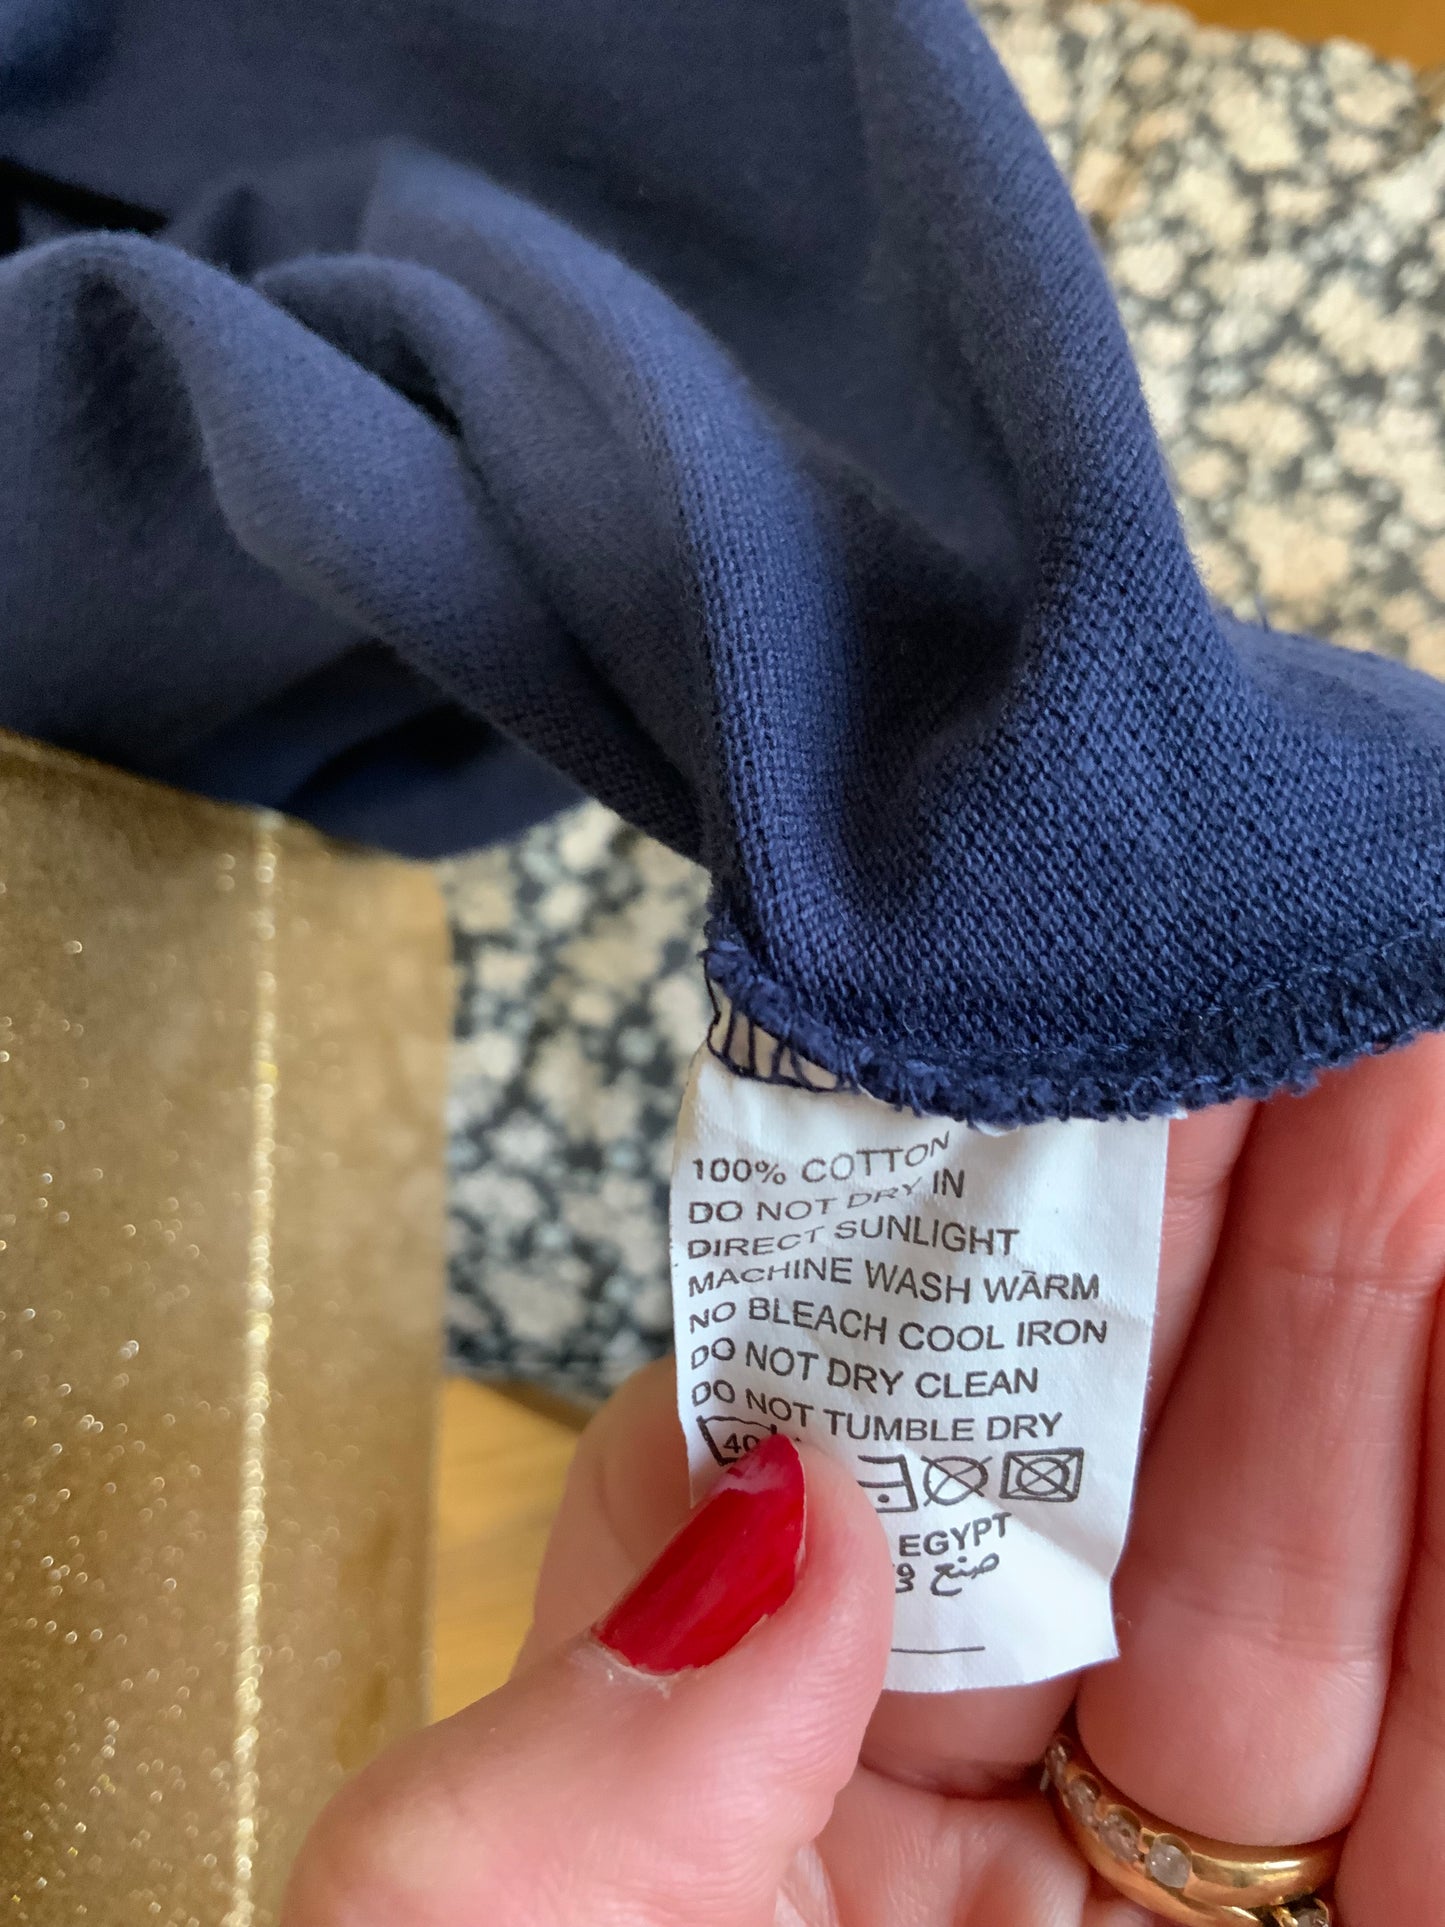 100% COTTON
DO NOT DRY IN
DIRECT SUNLIGHT
MACHINE WASH WARM
NO BLEACH COOL IRON
DO NOT DRY CLEAN
DO NOT TUMBLE DRY
40
EGYPT
صنع